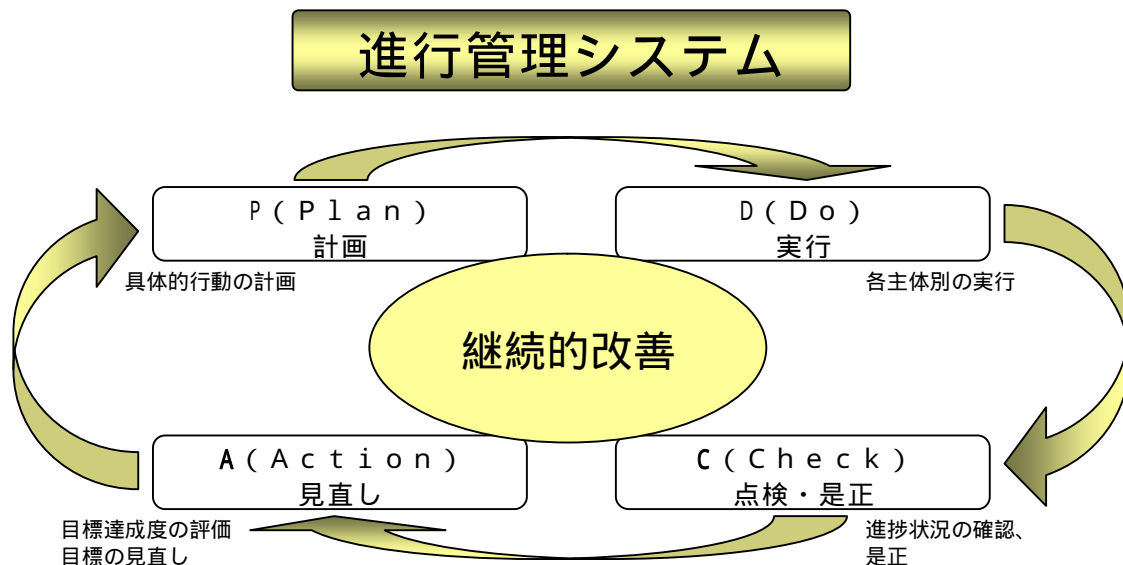 進行管理システム
P(Plan)
計画
D(Do)
実行
具体的行動の計画
各主体別の実行
継続的改善
A(Action)
見直し
C(Check)
点検・是正
目標達成度の評価
目標の見直し
進捗状況の確認、
是正